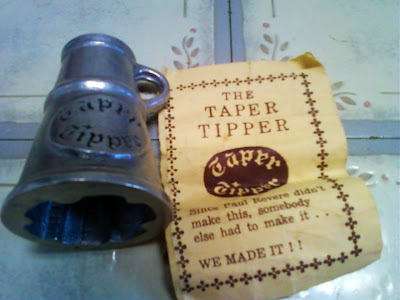 Taper
Tipper
THE
TAPER
TIPPER
Taper
Tipper
Since Paul Revere didn't
make this, somebody
else had to make it . .
WE MADE IT ! !